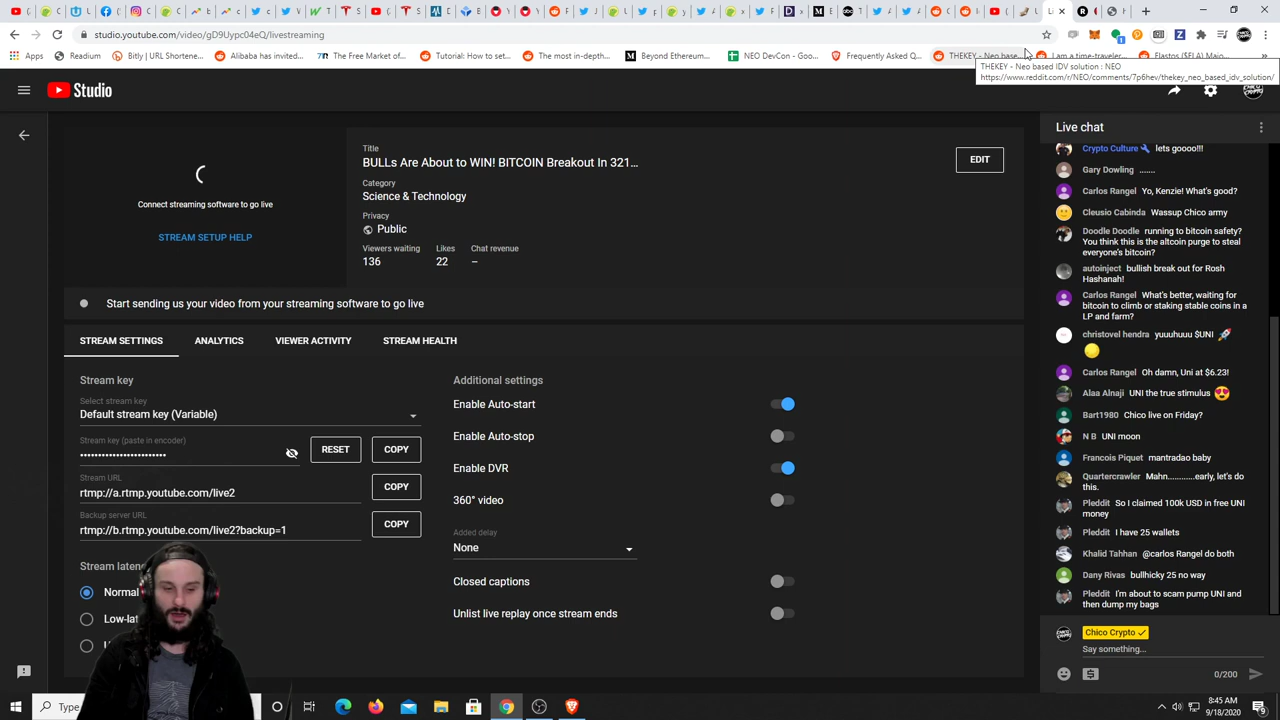 studio.youtube.com/video/gD9Uypc04eQ/livestreaming
Readium
Bitly | URL Shortene...
Alibaba has invited...
The Free Market of...
Tutorial: How to set...
The most in-depth...
Beyond Ethereum...
NEO DevCon - Goo...
Frequently Asked Q...
THEKEY - Neo base...
I am a time-traveler...
Elastos ($ELA) Majo...
THEKEY - Neo based IDV solution : NEO
https://www.reddit.com/r/NEO/comments/7p6hev/thekey_neo_based_idv_solution/
Studio
Connect streaming software to go live
STREAM SETUP HELP
Title
BULLs Are About to WIN! BITCOIN Breakout In 321...
Category
Science & Technology
Privacy
Public
Viewers waiting
Likes
Chat revenue
136
22
–
EDIT
Start sending us your video from your streaming software to go live
STREAM SETTINGS
ANALYTICS
VIEWER ACTIVITY
STREAM HEALTH
Stream key
Select stream key
Default stream key (Variable)
Stream key (paste in encoder)
••••••••••••••••••••••••
RESET
COPY
Stream URL
rtmp://a.rtmp.youtube.com/live2
COPY
Backup server URL
rtmp://b.rtmp.youtube.com/live2?backup=1
COPY
Stream laten
Normal
Low-lat
Additional settings
Enable Auto-start
Enable Auto-stop
Enable DVR
360° video
Added delay
None
Closed captions
Unlist live replay once stream ends
Live chat
Crypto Culture lets goooo!!!
Gary Dowling .......
Carlos Rangel Yo, Kenzie! What's good?
Cleusio Cabinda Wassup Chico army
Doodle Doodle running to bitcoin safety?
You think this is the altcoin purge to steal
everyone's bitcoin?
autoinject bullish break out for Rosh
Hashanah!
Carlos Rangel What's better, waiting for
bitcoin to climb or staking stable coins in a
LP and farm?
christovel hendra yuuuhuuu $UNI 🚀
Carlos Rangel Oh damn, Uni at $6.23!
Alaa Alnaji UNI the true stimulus 😍
Bart1980 Chico live on Friday?
N B UNI moon
Francois Piquet mantradao baby
Quartercrawler Mahn............early, let's do
this.
Pleddit So I claimed 100k USD in free UNI
money
Pleddit I have 25 wallets
Khalid Tahhan @carlos Rangel do both
Dany Rivas bullhicky 25 no way
Pleddit I'm about to scam pump UNI and
then dump my bags
Chico Crypto ✓
Say something...
0/200
Type
8:45 AM
9/18/2020